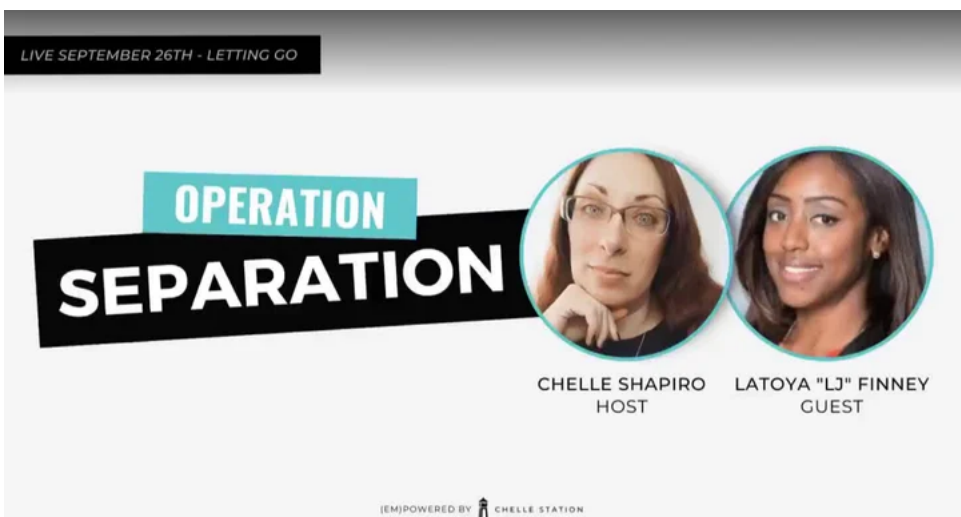 LIVE SEPTEMBER 26TH - LETTING GO
OPERATION
SEPARATION
CHELLE SHAPIRO
HOST
LATOYA "LJ" FINNEY
GUEST
(EM)POWERED BY CHELLE STATION